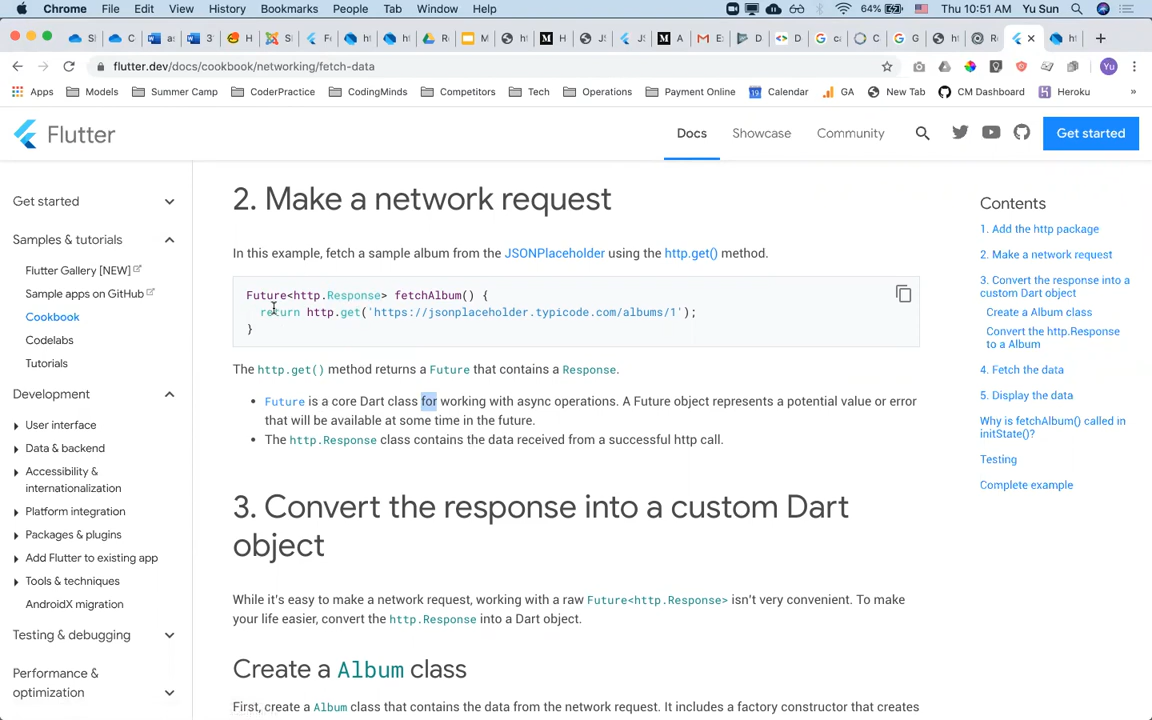 Chrome File Edit View History Bookmarks People Tab Window Help 64% Thu 10:51 AM Yu Sun
flutter.dev/docs/cookbook/networking/fetch-data
Apps Models Summer Camp CoderPractice CodingMinds Competitors Tech Operations Payment Online Calendar GA New Tab CM Dashboard Heroku »
Flutter
Docs Showcase Community Get started
Get started
Samples & tutorials
Flutter Gallery [NEW]
Sample apps on GitHub
Cookbook
Codelabs
Tutorials
Development
User interface
Data & backend
Accessibility &
internationalization
Platform integration
Packages & plugins
Add Flutter to existing app
Tools & techniques
AndroidX migration
Testing & debugging
Performance &
optimization
2. Make a network request
In this example, fetch a sample album from the JSONPlaceholder using the http.get() method.
Future<http.Response> fetchAlbum() {
return http.get('https://jsonplaceholder.typicode.com/albums/1');
}
The http.get() method returns a Future that contains a Response.
• Future is a core Dart class for working with async operations. A Future object represents a potential value or error
that will be available at some time in the future.
• The http.Response class contains the data received from a successful http call.
3. Convert the response into a custom Dart
object
While it's easy to make a network request, working with a raw Future<http.Response> isn't very convenient. To make
your life easier, convert the http.Response into a Dart object.
Create a Album class
First, create a Album class that contains the data from the network request. It includes a factory constructor that creates
Contents
1. Add the http package
2. Make a network request
3. Convert the response into a
custom Dart object
Create a Album class
Convert the http.Response
to a Album
4. Fetch the data
5. Display the data
Why is fetchAlbum() called in
initState()?
Testing
Complete example